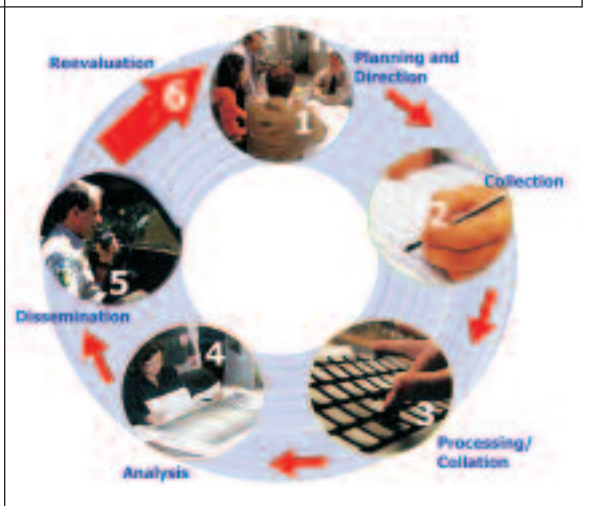 Reevaluation
6
1
Planning and
Direction
2
Collection
5
Dissemination
4
3
Processing/
Collation
Analysis